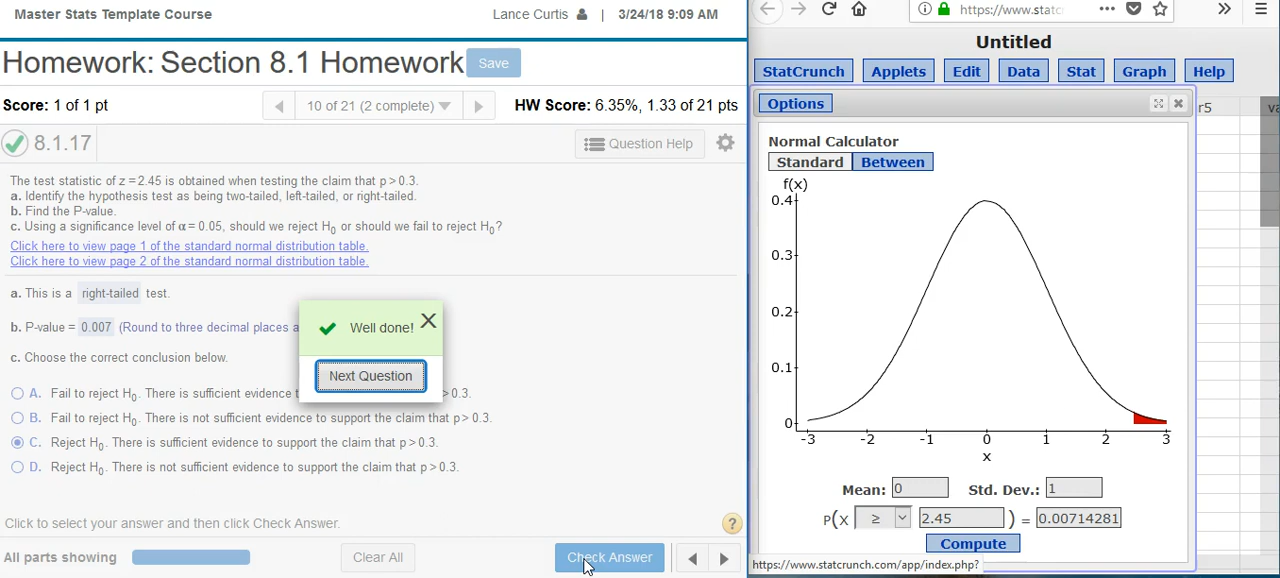 Master Stats Template Course
Lance Curtis | 3/24/18 9:09 AM
Homework: Section 8.1 Homework Save
Score: 1 of 1 pt
10 of 21 (2 complete)
HW Score: 6.35%, 1.33 of 21 pts
8.1.17
Question Help
The test statistic of z = 2.45 is obtained when testing the claim that p > 0.3.
a. Identify the hypothesis test as being two-tailed, left-tailed, or right-tailed.
b. Find the P-value.
c. Using a significance level of α = 0.05, should we reject H0 or should we fail to reject H0?
Click here to view page 1 of the standard normal distribution table.
Click here to view page 2 of the standard normal distribution table.
a. This is a right-tailed test.
b. P-value = 0.007 (Round to three decimal places a
Well done!
Next Question
c. Choose the correct conclusion below.
A. Fail to reject H0. There is sufficient evidence t > 0.3.
B. Fail to reject H0. There is not sufficient evidence to support the claim that p > 0.3.
C. Reject H0. There is sufficient evidence to support the claim that p > 0.3.
D. Reject H0. There is not sufficient evidence to support the claim that p > 0.3.
Click to select your answer and then click Check Answer.
?
All parts showing
Clear All
Check Answer
https://www.statc
Untitled
StatCrunch Applets Edit Data Stat Graph Help
Options
r5
va
Normal Calculator
Standard Between
f(x)
0.4
0.3
0.2
0.1
0
-3 -2 -1 0 1 2 3
x
Mean: 0 Std. Dev.: 1
P(x ≥ 2.45 ) = 0.00714281
Compute
https://www.statcrunch.com/app/index.php?